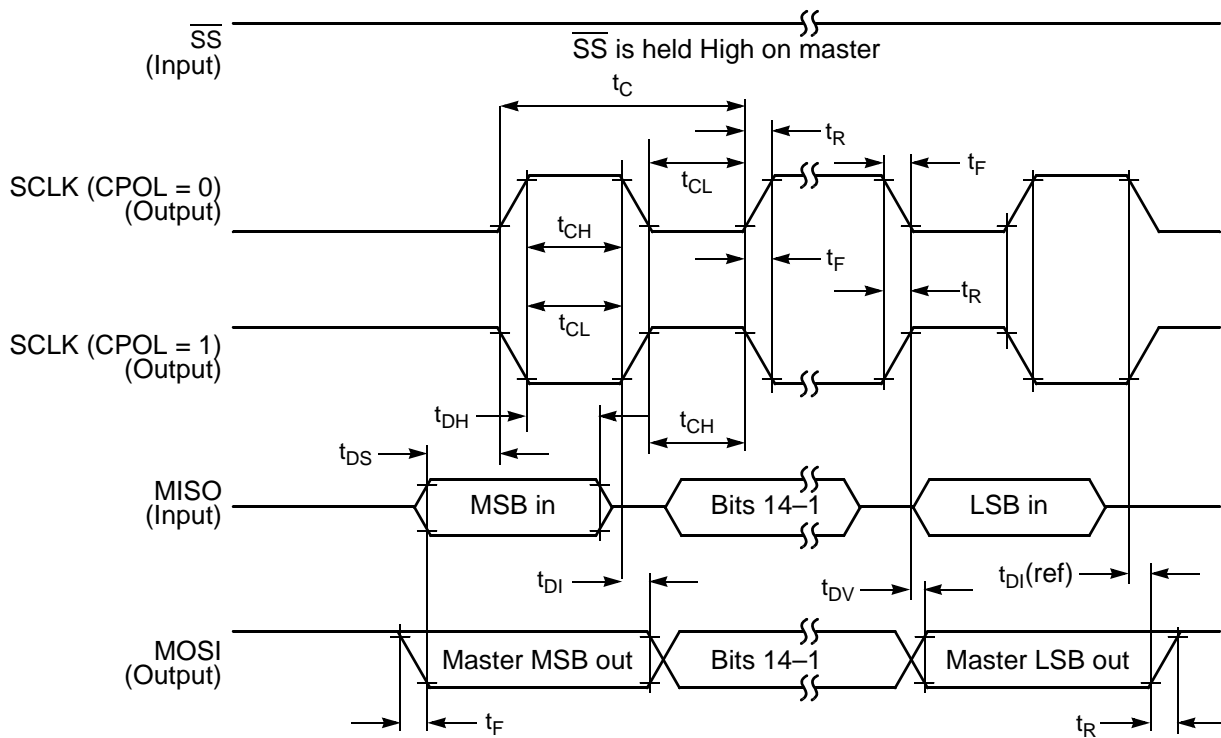 SS
(Input)
SS is held High on master
tC
tR
tF
SCLK (CPOL = 0)
(Output)
tCL
tCH
tF
tR
tCL
SCLK (CPOL = 1)
(Output)
tDH
tCH
tDS
MISO
(Input)
MSB in
Bits 14–1
LSB in
tDI
tDV
tDI(ref)
MOSI
(Output)
Master MSB out
Bits 14–1
Master LSB out
tF
tR